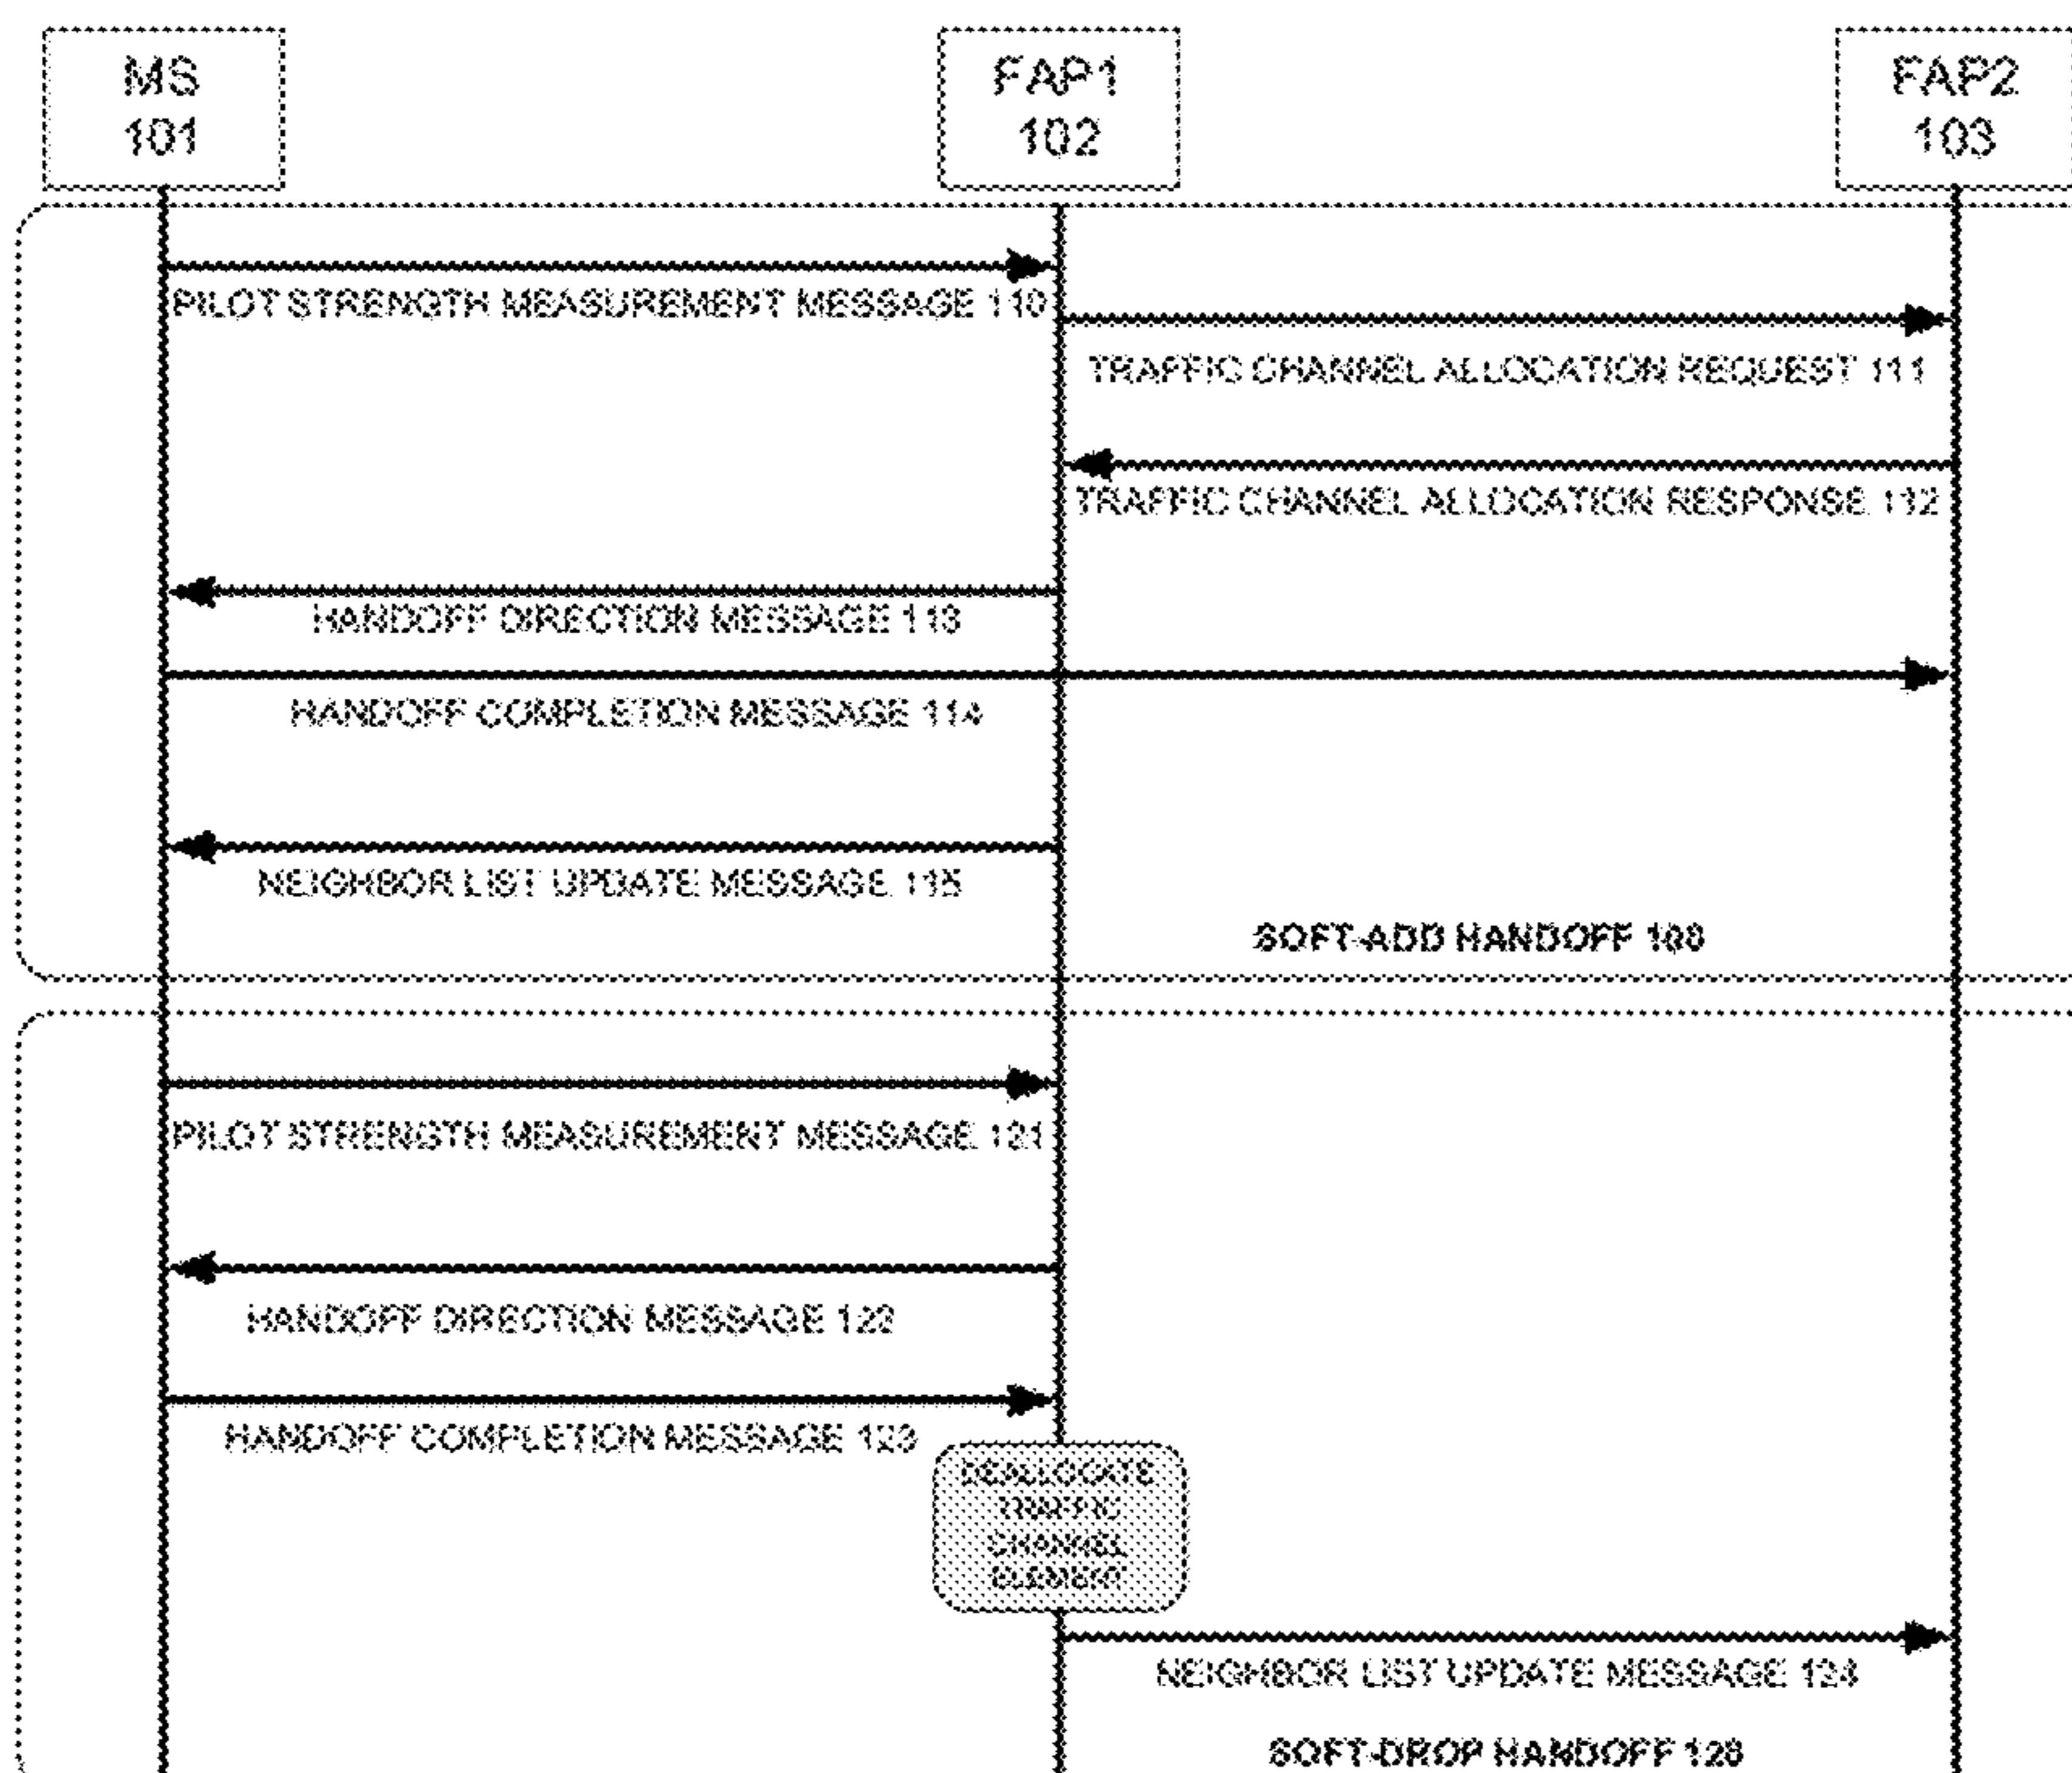 MS
101
FAP1
102
FAP2
103
PILOT STRENGTH MEASUREMENT MESSAGE 110
TRAFFIC CHANNEL ALLOCATION REQUEST 111
TRAFFIC CHANNEL ALLOCATION RESPONSE 112
HANDOFF DIRECTION MESSAGE 113
HANDOFF COMPLETION MESSAGE 114
NEIGHBOR LIST UPDATE MESSAGE 115
SOFT-ADD HANDOFF 100
PILOT STRENGTH MEASUREMENT MESSAGE 121
HANDOFF DIRECTION MESSAGE 122
HANDOFF COMPLETION MESSAGE 123
DEALLOCATE
TRAFFIC
CHANNEL
ELEMENT
NEIGHBOR LIST UPDATE MESSAGE 124
SOFT-DROP HANDOFF 120